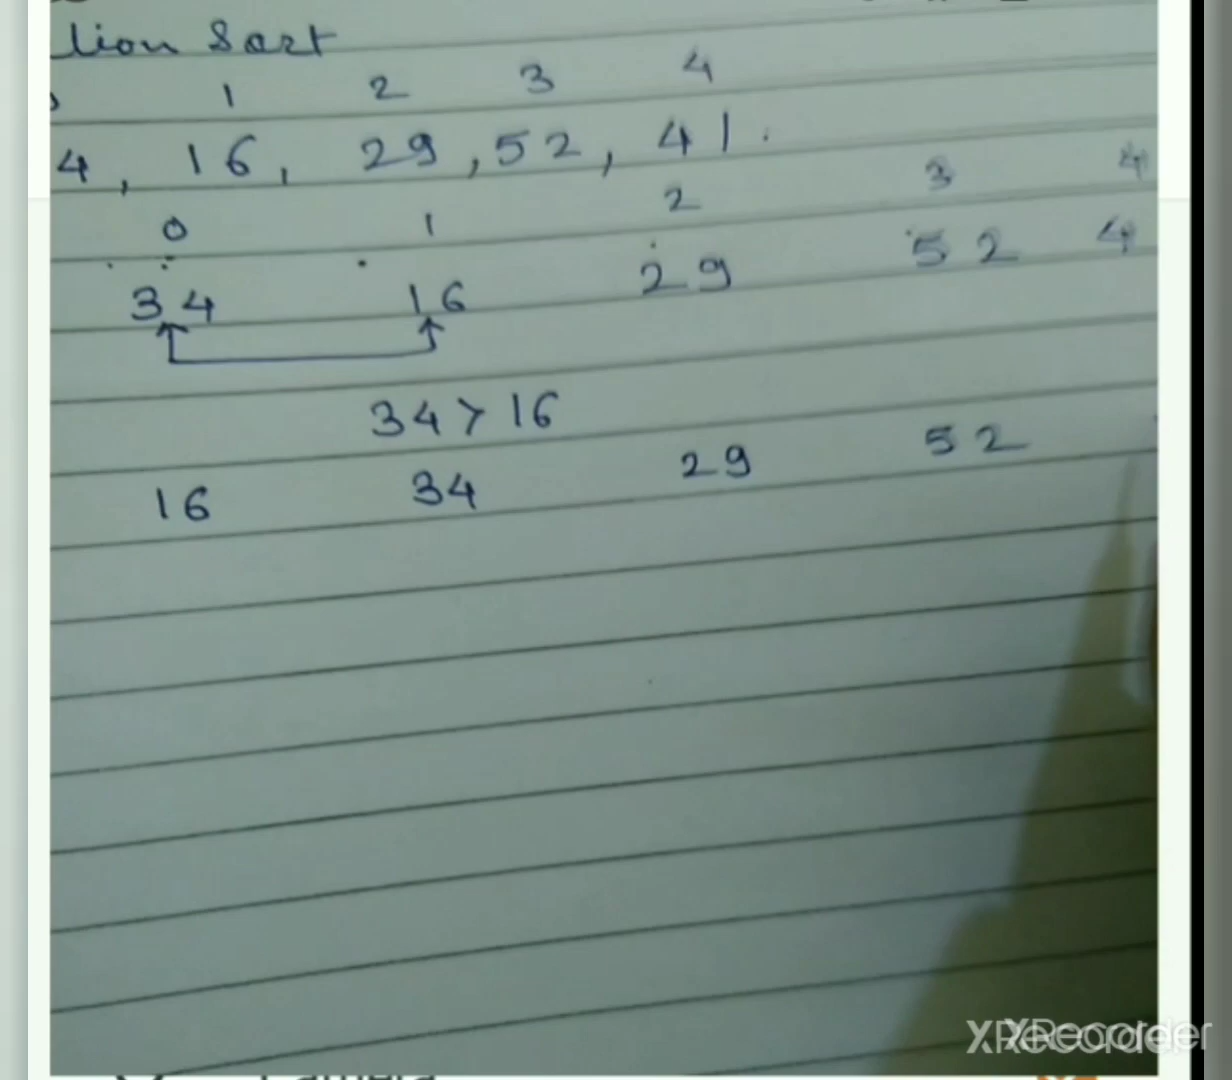 tion Sort
1 2 3 4
4, 16, 29, 52, 41.
0 1 2 3 4
34 16 29 52 4
34 > 16
16 34 29 52
XRecorder